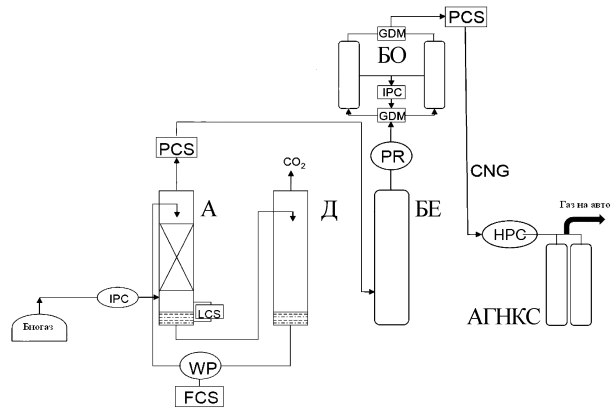 PCS
GDM
БО
IPC
GDM
PCS
PR
CO2
CNG
А
Д
БЕ
Газ на авто
HPC
IPC
LCS
Биогаз
АГНКС
WP
FCS